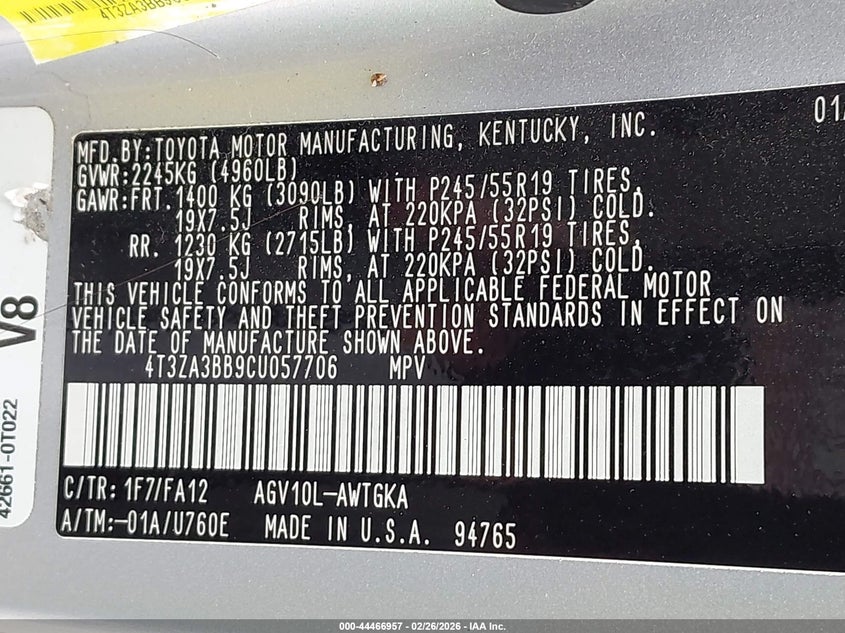 4T3ZA3BB9C
01
MFD.BY:TOYOTA MOTOR MANUFACTURING, KENTUCKY, INC.
GVWR:2245KG (4960LB)
GAWR:FRT. 1400 KG (3090LB) WITH P245/55R19 TIRES,
19X7.5J RIMS, AT 220KPA (32PSI) COLD.
RR. 1230 KG (2715LB) WITH P245/55R19 TIRES,
19X7.5J RIMS, AT 220KPA (32PSI) COLD.
THIS VEHICLE CONFORMS TO ALL APPLICABLE FEDERAL MOTOR
VEHICLE SAFETY AND THEFT PREVENTION STANDARDS IN EFFECT ON
THE DATE OF MANUFACTURE SHOWN ABOVE.
4T3ZA3BB9CU057706 MPV
C/TR: 1F7/FA12 AGV10L-AWTGKA
A/TM:-01A/U760E MADE IN U.S.A. 94765
V8
42661-0T022
000-44466957 - 02/26/2026 - IAA Inc.